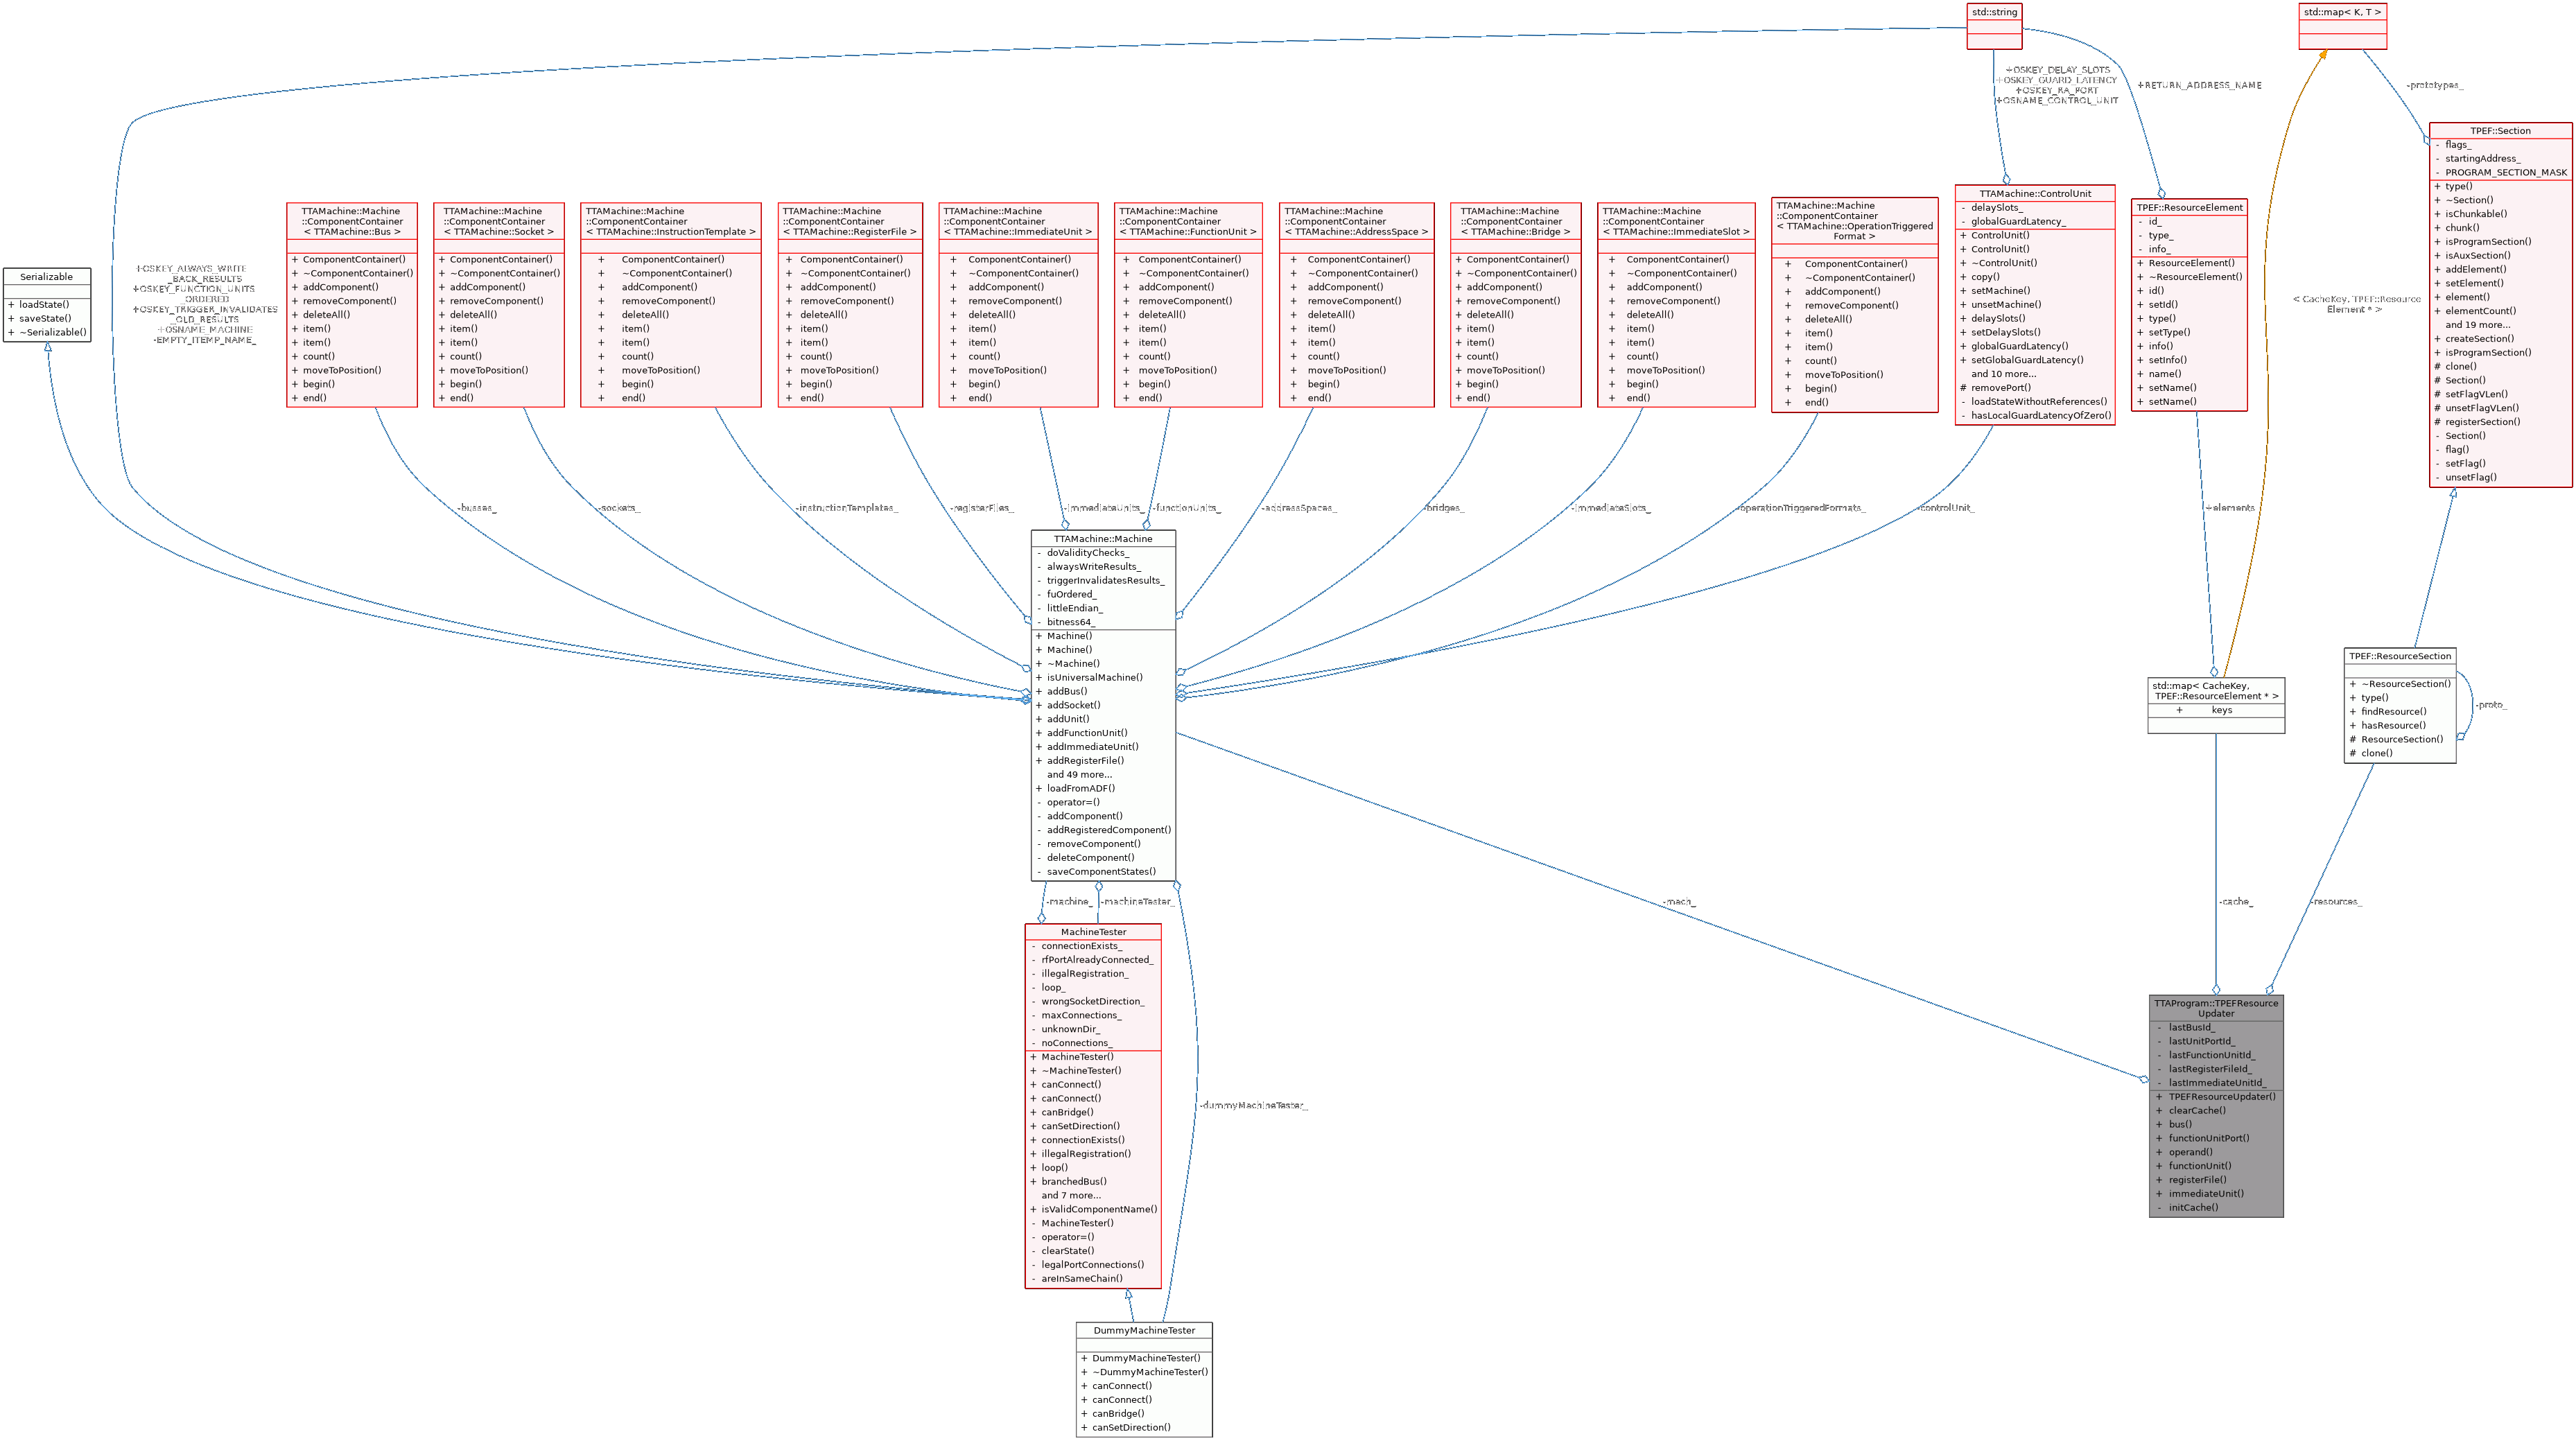 std::string
std::map< K, T >
+OSKEY_DELAY_SLOTS
+OSKEY_GUARD_LATENCY
+OSKEY_RA_PORT
+OSNAME_CONTROL_UNIT
+RETURN_ADDRESS_NAME
-prototypes_
TPEF::Section
- flags_
- startingAddress_
- PROGRAM_SECTION_MASK
+ type()
+ ~Section()
+ isChunkable()
+ chunk()
+ isProgramSection()
+ isAuxSection()
+ addElement()
+ setElement()
+ element()
+ elementCount()
and 19 more...
+ createSection()
+ isProgramSection()
# clone()
# Section()
# setFlagVLen()
# unsetFlagVLen()
# registerSection()
- Section()
- flag()
- setFlag()
- unsetFlag()
Serializable
+ loadState()
+ saveState()
+ ~Serializable()
+OSKEY_ALWAYS_WRITE
_BACK_RESULTS
+OSKEY_FUNCTION_UNITS
_ORDERED
+OSKEY_TRIGGER_INVALIDATES
_OLD_RESULTS
+OSNAME_MACHINE
-EMPTY_ITEMP_NAME_
TTAMachine::Machine
::ComponentContainer
< TTAMachine::Bus >
+ ComponentContainer()
+ ~ComponentContainer()
+ addComponent()
+ removeComponent()
+ deleteAll()
+ item()
+ item()
+ count()
+ moveToPosition()
+ begin()
+ end()
TTAMachine::Machine
::ComponentContainer
< TTAMachine::Socket >
+ ComponentContainer()
+ ~ComponentContainer()
+ addComponent()
+ removeComponent()
+ deleteAll()
+ item()
+ item()
+ count()
+ moveToPosition()
+ begin()
+ end()
TTAMachine::Machine
::ComponentContainer
< TTAMachine::InstructionTemplate >
+ ComponentContainer()
+ ~ComponentContainer()
+ addComponent()
+ removeComponent()
+ deleteAll()
+ item()
+ item()
+ count()
+ moveToPosition()
+ begin()
+ end()
TTAMachine::Machine
::ComponentContainer
< TTAMachine::RegisterFile >
+ ComponentContainer()
+ ~ComponentContainer()
+ addComponent()
+ removeComponent()
+ deleteAll()
+ item()
+ item()
+ count()
+ moveToPosition()
+ begin()
+ end()
TTAMachine::Machine
::ComponentContainer
< TTAMachine::ImmediateUnit >
+ ComponentContainer()
+ ~ComponentContainer()
+ addComponent()
+ removeComponent()
+ deleteAll()
+ item()
+ item()
+ count()
+ moveToPosition()
+ begin()
+ end()
TTAMachine::Machine
::ComponentContainer
< TTAMachine::FunctionUnit >
+ ComponentContainer()
+ ~ComponentContainer()
+ addComponent()
+ removeComponent()
+ deleteAll()
+ item()
+ item()
+ count()
+ moveToPosition()
+ begin()
+ end()
TTAMachine::Machine
::ComponentContainer
< TTAMachine::AddressSpace >
+ ComponentContainer()
+ ~ComponentContainer()
+ addComponent()
+ removeComponent()
+ deleteAll()
+ item()
+ item()
+ count()
+ moveToPosition()
+ begin()
+ end()
TTAMachine::Machine
::ComponentContainer
< TTAMachine::Bridge >
+ ComponentContainer()
+ ~ComponentContainer()
+ addComponent()
+ removeComponent()
+ deleteAll()
+ item()
+ item()
+ count()
+ moveToPosition()
+ begin()
+ end()
TTAMachine::Machine
::ComponentContainer
< TTAMachine::ImmediateSlot >
+ ComponentContainer()
+ ~ComponentContainer()
+ addComponent()
+ removeComponent()
+ deleteAll()
+ item()
+ item()
+ count()
+ moveToPosition()
+ begin()
+ end()
TTAMachine::Machine
::ComponentContainer
< TTAMachine::OperationTriggered
Format >
+ ComponentContainer()
+ ~ComponentContainer()
+ addComponent()
+ removeComponent()
+ deleteAll()
+ item()
+ item()
+ count()
+ moveToPosition()
+ begin()
+ end()
TTAMachine::ControlUnit
- delaySlots_
- globalGuardLatency_
+ ControlUnit()
+ ControlUnit()
+ ~ControlUnit()
+ copy()
+ setMachine()
+ unsetMachine()
+ delaySlots()
+ setDelaySlots()
+ globalGuardLatency()
+ setGlobalGuardLatency()
and 10 more...
# removePort()
- loadStateWithoutReferences()
- hasLocalGuardLatencyOfZero()
TPEF::ResourceElement
- id_
- type_
- info_
+ ResourceElement()
+ ~ResourceElement()
+ id()
+ setId()
+ type()
+ setType()
+ info()
+ setInfo()
+ name()
+ setName()
+ setName()
< CacheKey, TPEF::Resource
Element * >
-busses_
-sockets_
-instructionTemplates_
-registerFiles_
-immediateUnits_
-functionUnits_
-addressSpaces_
-bridges_
-immediateSlots_
-operationTriggeredFormats_
-controlUnit_
+elements
TTAMachine::Machine
- doValidityChecks_
- alwaysWriteResults_
- triggerInvalidatesResults_
- fuOrdered_
- littleEndian_
- bitness64_
+ Machine()
+ Machine()
+ ~Machine()
+ isUniversalMachine()
+ addBus()
+ addSocket()
+ addUnit()
+ addFunctionUnit()
+ addImmediateUnit()
+ addRegisterFile()
and 49 more...
+ loadFromADF()
- operator=()
- addComponent()
- addRegisteredComponent()
- removeComponent()
- deleteComponent()
- saveComponentStates()
std::map< CacheKey,
TPEF::ResourceElement * >
+ keys
TPEF::ResourceSection
+ ~ResourceSection()
+ type()
+ findResource()
+ hasResource()
# ResourceSection()
# clone()
-proto_
-machine_
-machineTester_
-mach_
-cache_
-resources_
MachineTester
- connectionExists_
- rfPortAlreadyConnected_
- illegalRegistration_
- loop_
- wrongSocketDirection_
- maxConnections_
- unknownDir_
- noConnections_
+ MachineTester()
+ ~MachineTester()
+ canConnect()
+ canConnect()
+ canBridge()
+ canSetDirection()
+ connectionExists()
+ illegalRegistration()
+ loop()
+ branchedBus()
and 7 more...
+ isValidComponentName()
- MachineTester()
- operator=()
- clearState()
- legalPortConnections()
- areInSameChain()
-dummyMachineTester_
TTAProgram::TPEFResource
Updater
- lastBusId_
- lastUnitPortId_
- lastFunctionUnitId_
- lastRegisterFileId_
- lastImmediateUnitId_
+ TPEFResourceUpdater()
+ clearCache()
+ bus()
+ functionUnitPort()
+ operand()
+ functionUnit()
+ registerFile()
+ immediateUnit()
- initCache()
DummyMachineTester
+ DummyMachineTester()
+ ~DummyMachineTester()
+ canConnect()
+ canConnect()
+ canBridge()
+ canSetDirection()